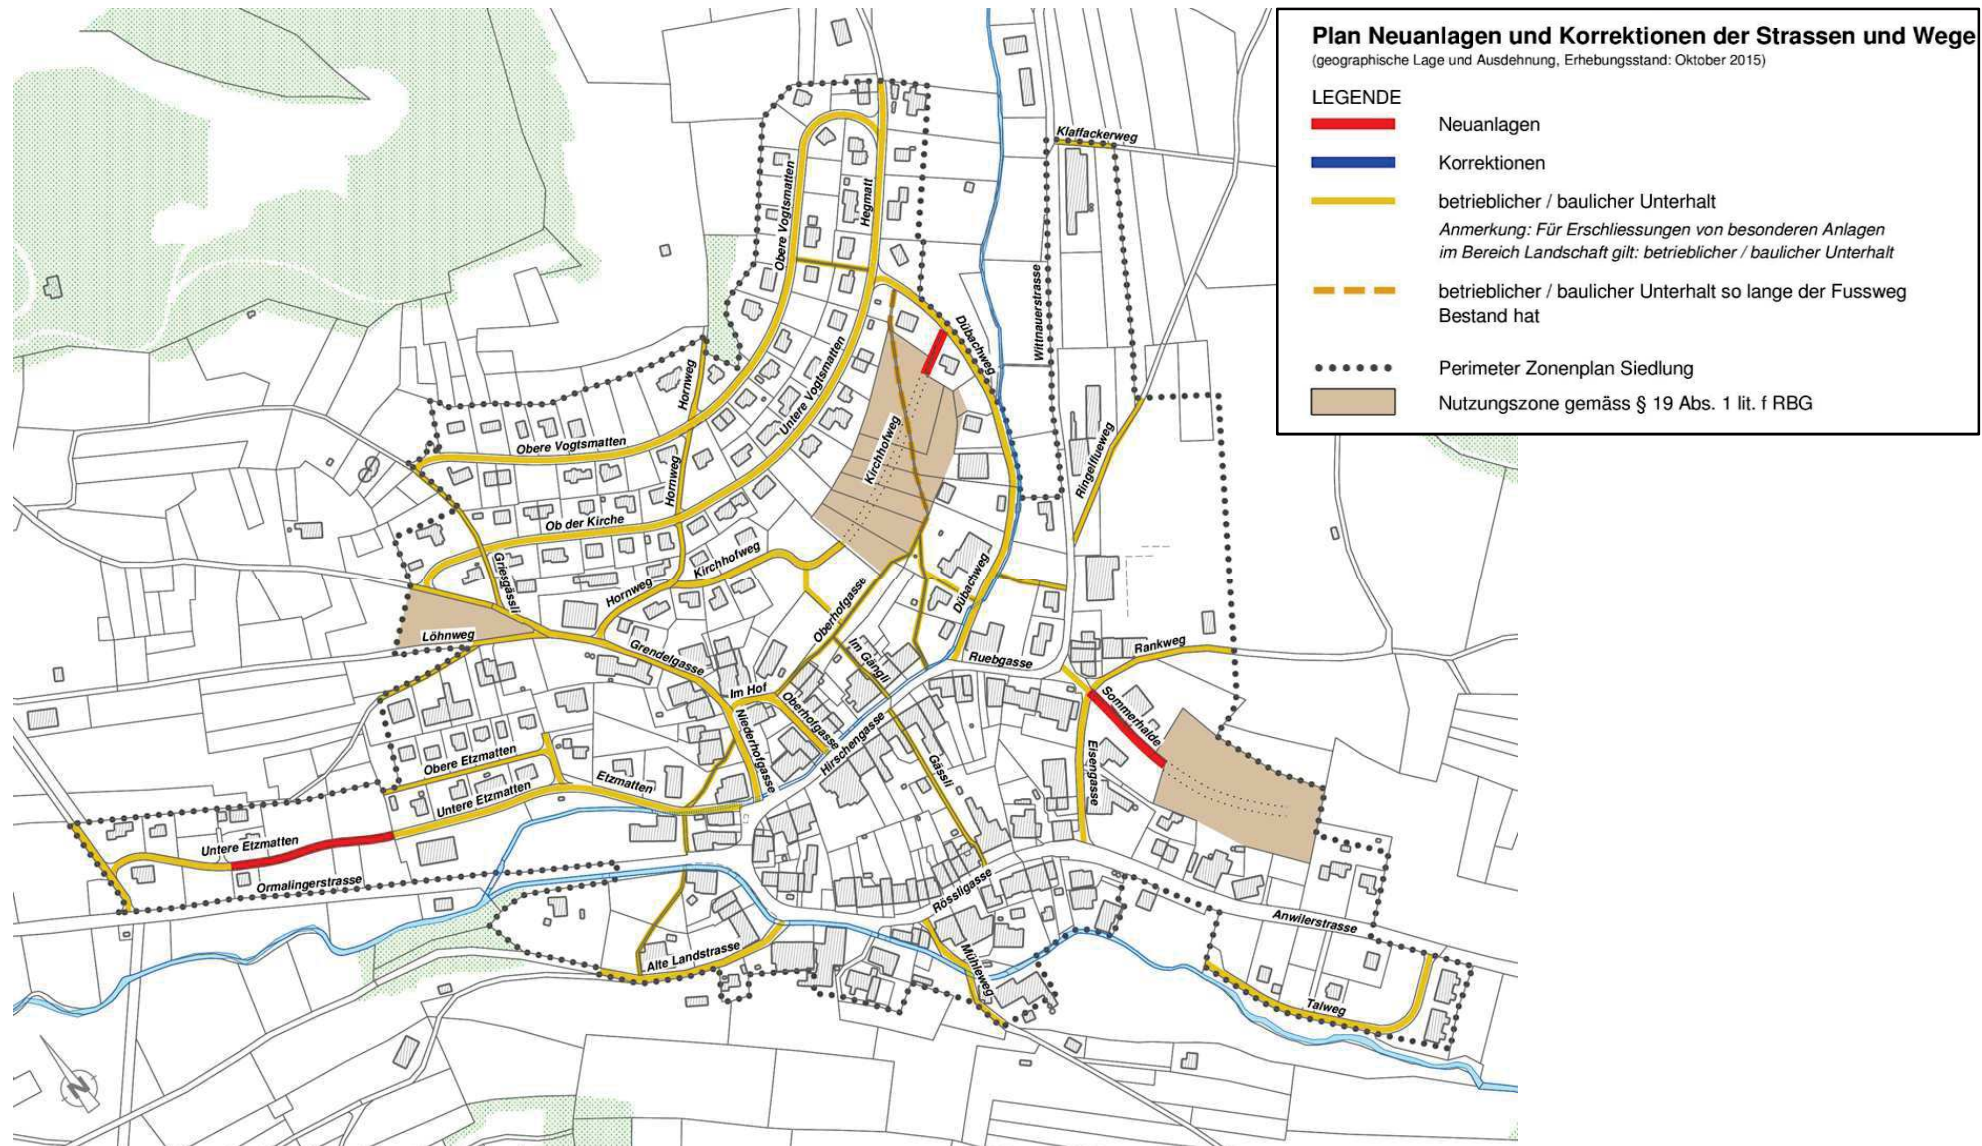 Plan Neuanlagen und Korrektionen der Strassen und Wege
(geographische Lage und Ausdehnung, Erhebungsstand: Oktober 2015)
LEGENDE
Neuanlagen
Korrektionen
betrieblicher / baulicher Unterhalt
Anmerkung: Für Erschliessungen von besonderen Anlagen
im Bereich Landschaft gilt: betrieblicher / baulicher Unterhalt
betrieblicher / baulicher Unterhalt so lange der Fussweg
Bestand hat
Perimeter Zonenplan Siedlung
Nutzungszone gemäss § 19 Abs. 1 lit. f RBG
Klaffackerweg
Obere Vogtsmatten
Hegmatt
Wittnauerstrasse
Dübachweg
Hornweg
Untere Vogtsmatten
Obere Vogtsmatten
Kirchhofweg
Ringelflueweg
Hornweg
Ob der Kirche
Griesgässli
Kirchhofweg
Hornweg
Oberhofgasse
Dübachweg
Löhnweg
Grendelgasse
Im Gängli
Ruebgasse
Rankweg
Im Hof
Oberhofgasse
Niederhofgasse
Hirschengasse
Sommerhalde
Obere Etzmatten
Etzmatten
Untere Etzmatten
Gässli
Eisengasse
Untere Etzmatten
Ormalingerstrasse
Rössligasse
Anwilerstrasse
Alte Landstrasse
Mühleweg
Talweg
N